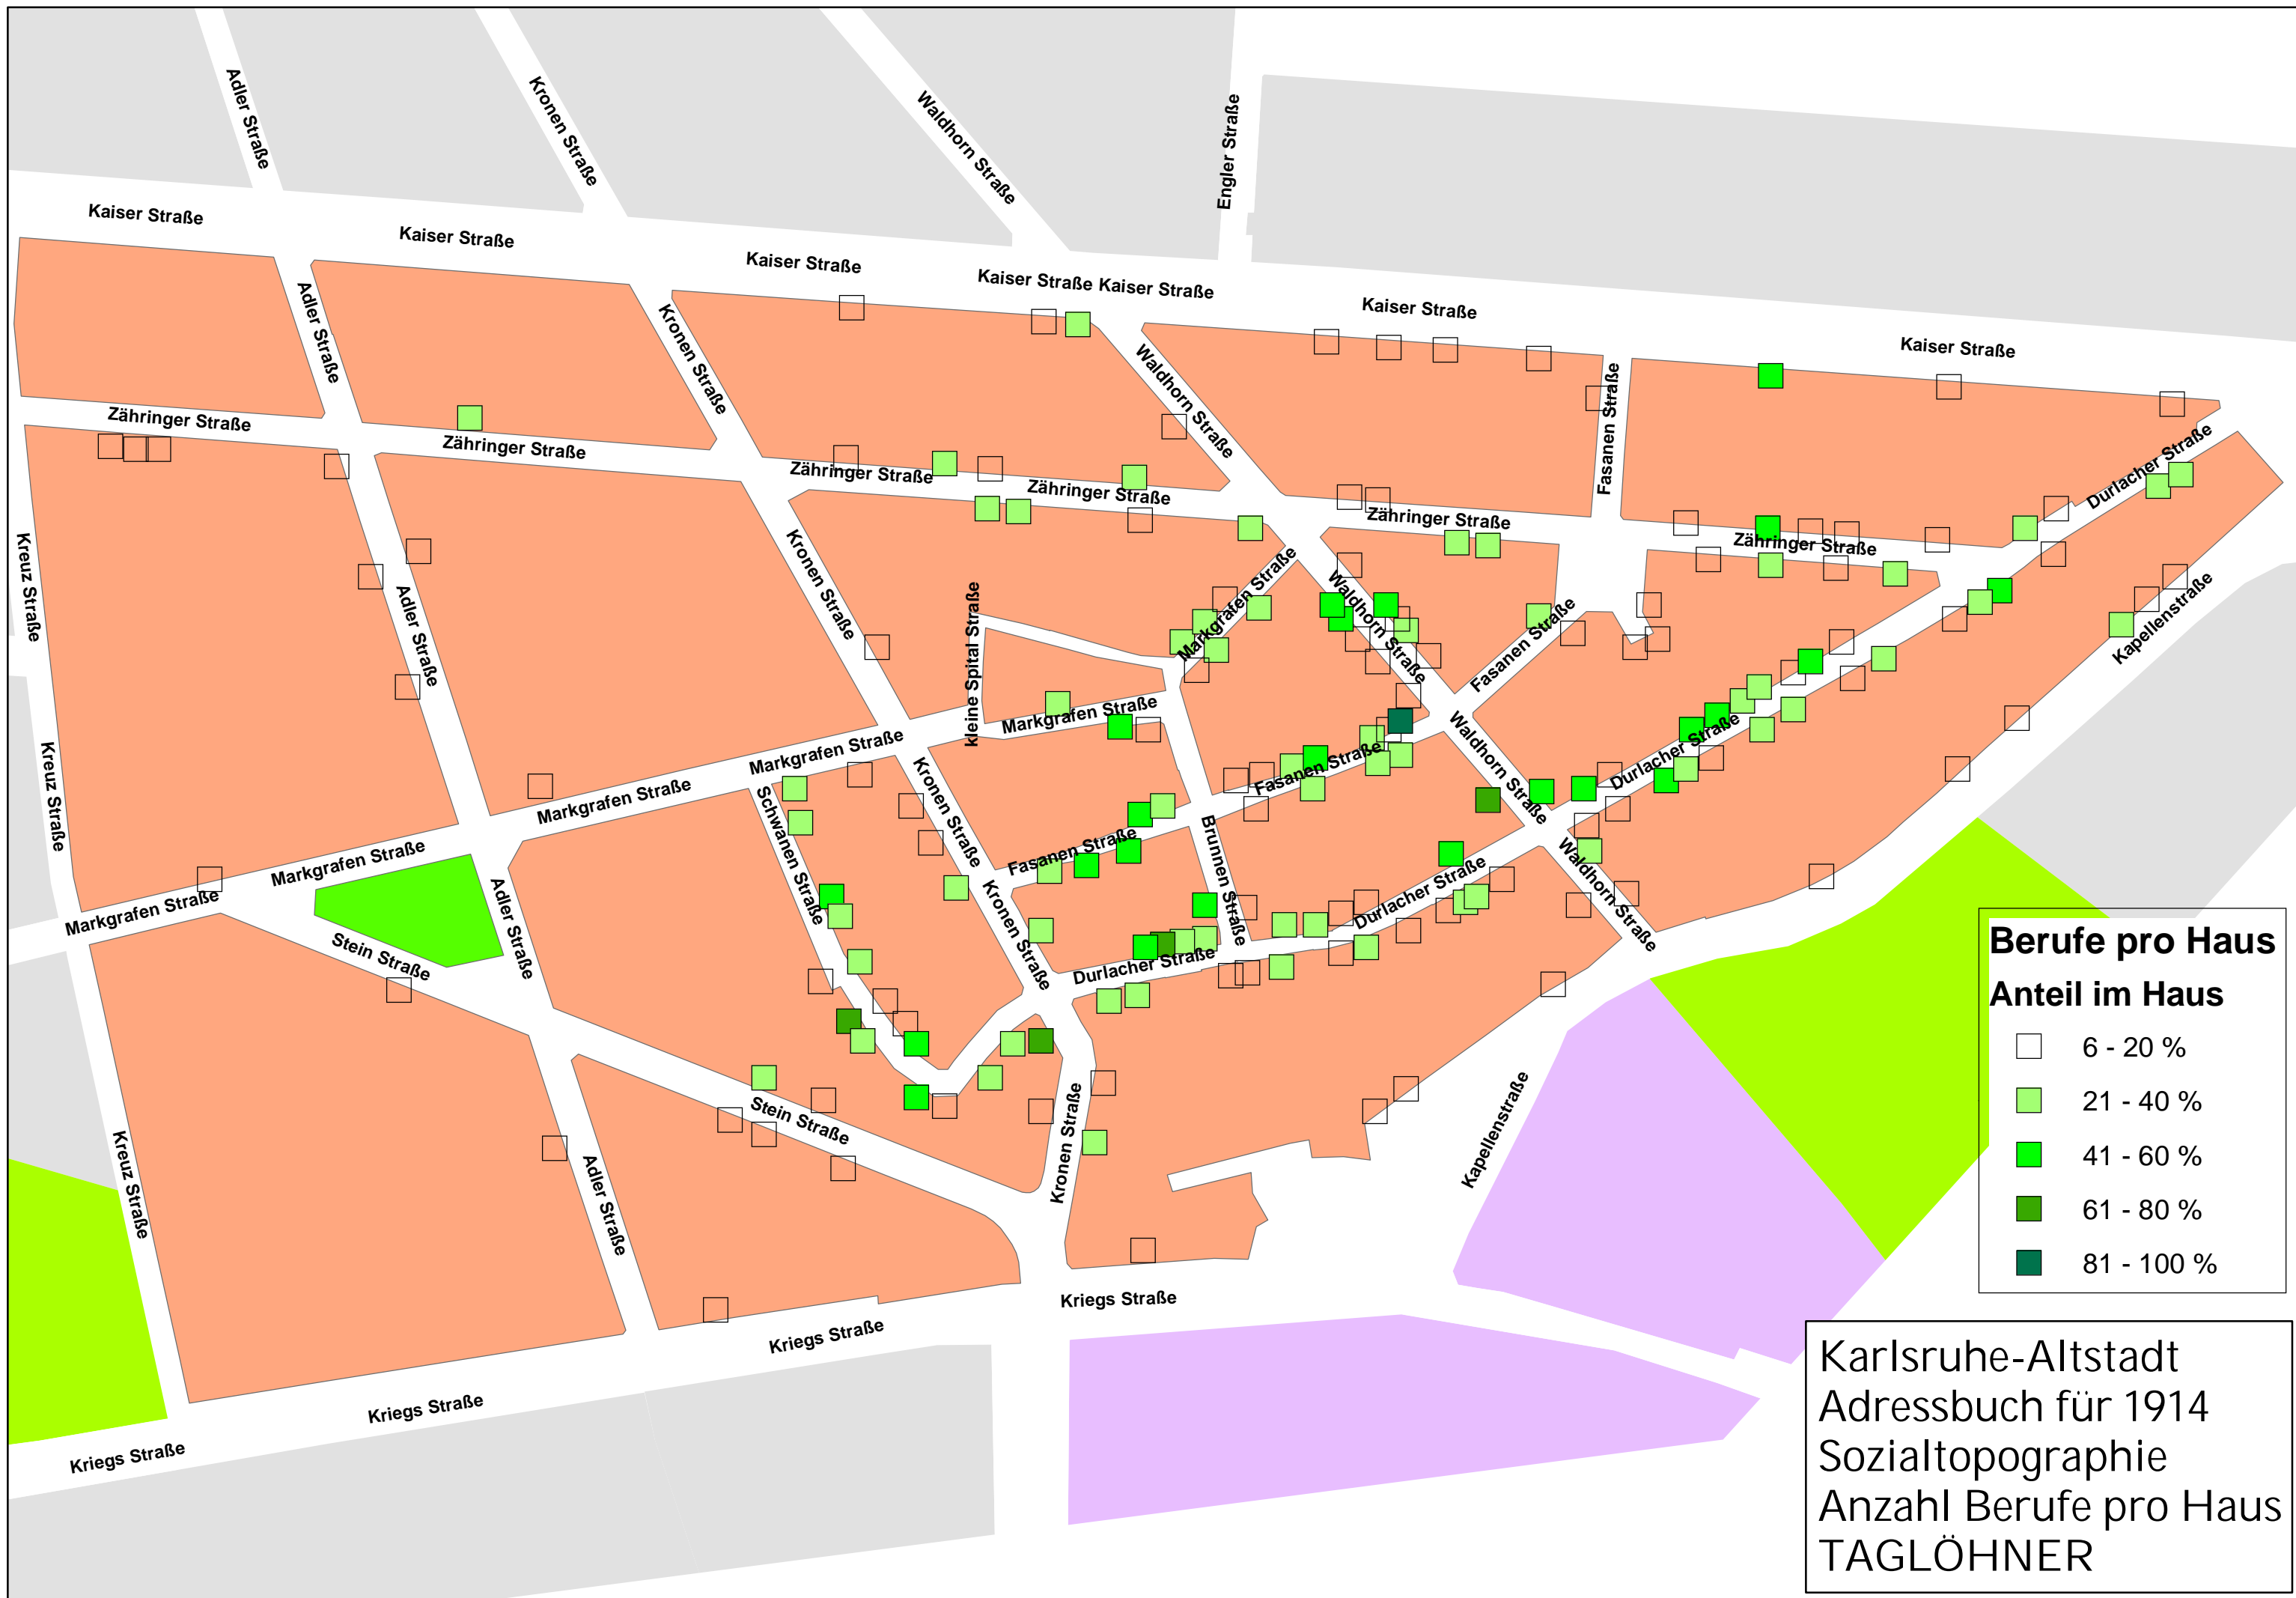 Adler Straße
Kronen Straße
Waldhorn Straße
Engler Straße
Kaiser Straße
Kaiser Straße
Kaiser Straße
Kaiser Straße Kaiser Straße
Kaiser Straße
Kaiser Straße
Adler Straße
Kronen Straße
Waldhorn Straße
Fasanen Straße
Zähringer Straße
Zähringer Straße
Zähringer Straße
Zähringer Straße
Zähringer Straße
Zähringer Straße
Durlacher Straße
Kreuz Straße
Adler Straße
Kronen Straße
kleine Spital Straße
Markgrafen Straße
Waldhorn Straße
Fasanen Straße
Kapellenstraße
Kreuz Straße
Markgrafen Straße
Markgrafen Straße
Markgrafen Straße
Markgrafen Straße
Markgrafen Straße
Schwanen Straße
Kronen Straße
Fasanen Straße
Fasanen Straße
Brunnen Straße
Waldhorn Straße
Durlacher Straße
Waldhorn Straße
Stein Straße
Adler Straße
Kronen Straße
Durlacher Straße
Durlacher Straße
Kreuz Straße
Adler Straße
Stein Straße
Kronen Straße
Kapellenstraße
Kriegs Straße
Kriegs Straße
Kriegs Straße
Kriegs Straße
Berufe pro Haus
Anteil im Haus
6 - 20 %
21 - 40 %
41 - 60 %
61 - 80 %
81 - 100 %
Karlsruhe-Altstadt
Adressbuch für 1914
Sozialtopographie
Anzahl Berufe pro Haus
TAGLÖHNER